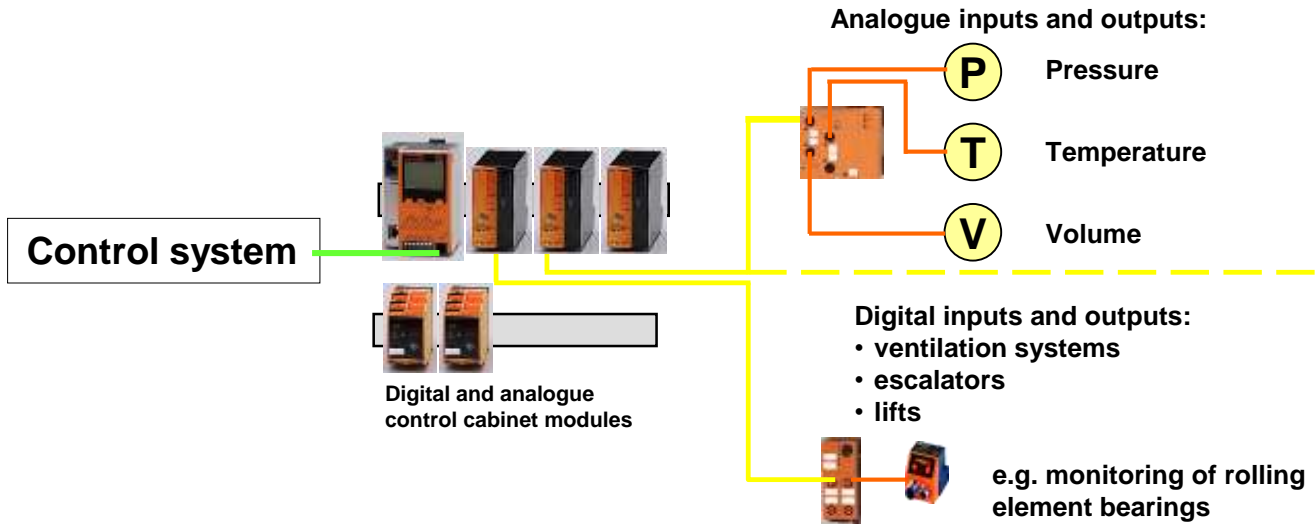 Analogue inputs and outputs:
P
Pressure
T
Temperature
V
Volume
Control system
Digital and analogue
control cabinet modules
Digital inputs and outputs:
• ventilation systems
• escalators
• lifts
e.g. monitoring of rolling
element bearings